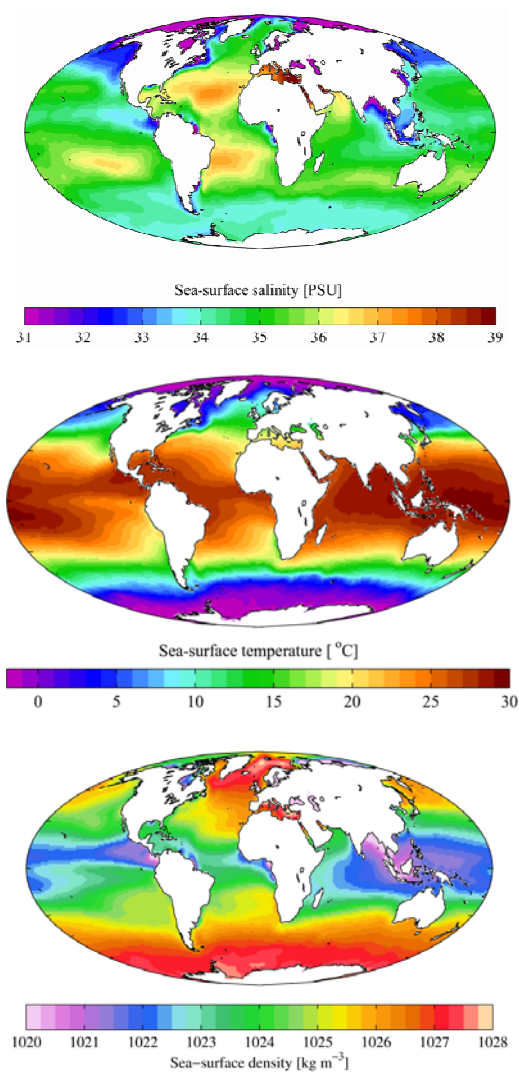 Sea-surface salinity [PSU]
31 32 33 34 35 36 37 38 39
Sea-surface temperature [ °C]
0 5 10 15 20 25 30
1020 1021 1022 1023 1024 1025 1026 1027 1028
Sea−surface density [kg m⁻³]